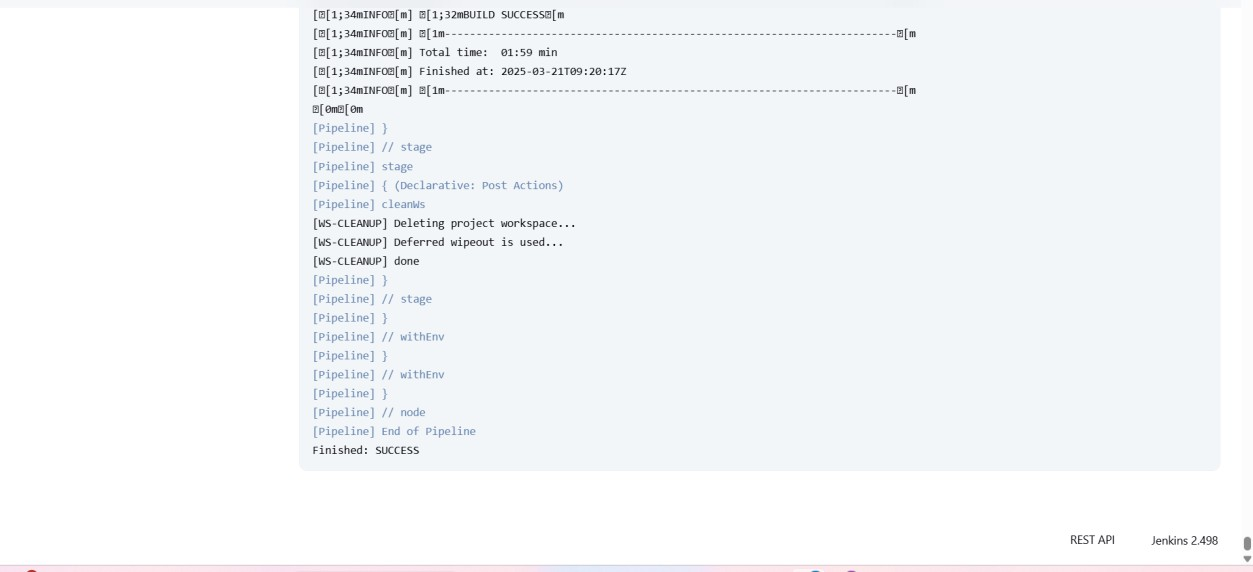 [␛[1;34mINFO␛[m] ␛[1;32mBUILD SUCCESS␛[m
[␛[1;34mINFO␛[m] ␛[1m------------------------------------------------------------------------␛[m
[␛[1;34mINFO␛[m] Total time:  01:59 min
[␛[1;34mINFO␛[m] Finished at: 2025-03-21T09:20:17Z
[␛[1;34mINFO␛[m] ␛[1m------------------------------------------------------------------------␛[m
␛[0m␛[0m
[Pipeline] }
[Pipeline] // stage
[Pipeline] stage
[Pipeline] { (Declarative: Post Actions)
[Pipeline] cleanWs
[WS-CLEANUP] Deleting project workspace...
[WS-CLEANUP] Deferred wipeout is used...
[WS-CLEANUP] done
[Pipeline] }
[Pipeline] // stage
[Pipeline] }
[Pipeline] // withEnv
[Pipeline] }
[Pipeline] // withEnv
[Pipeline] }
[Pipeline] // node
[Pipeline] End of Pipeline
Finished: SUCCESS
REST API Jenkins 2.498